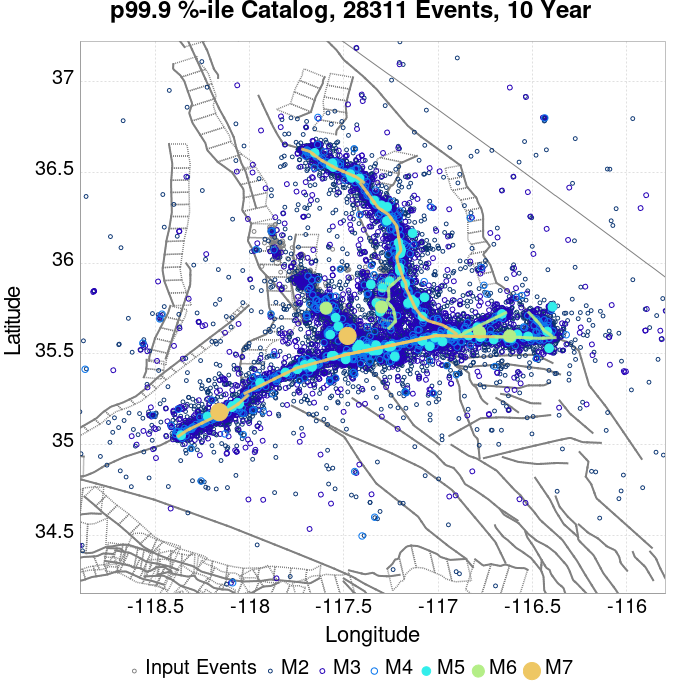 p99.9 %-ile Catalog, 28311 Events, 10 Year
37
36.5
36
35.5
35
34.5
Latitude
-118.5 -118 -117.5 -117 -116.5 -116
Longitude
Input Events M2 M3 M4 M5 M6 M7